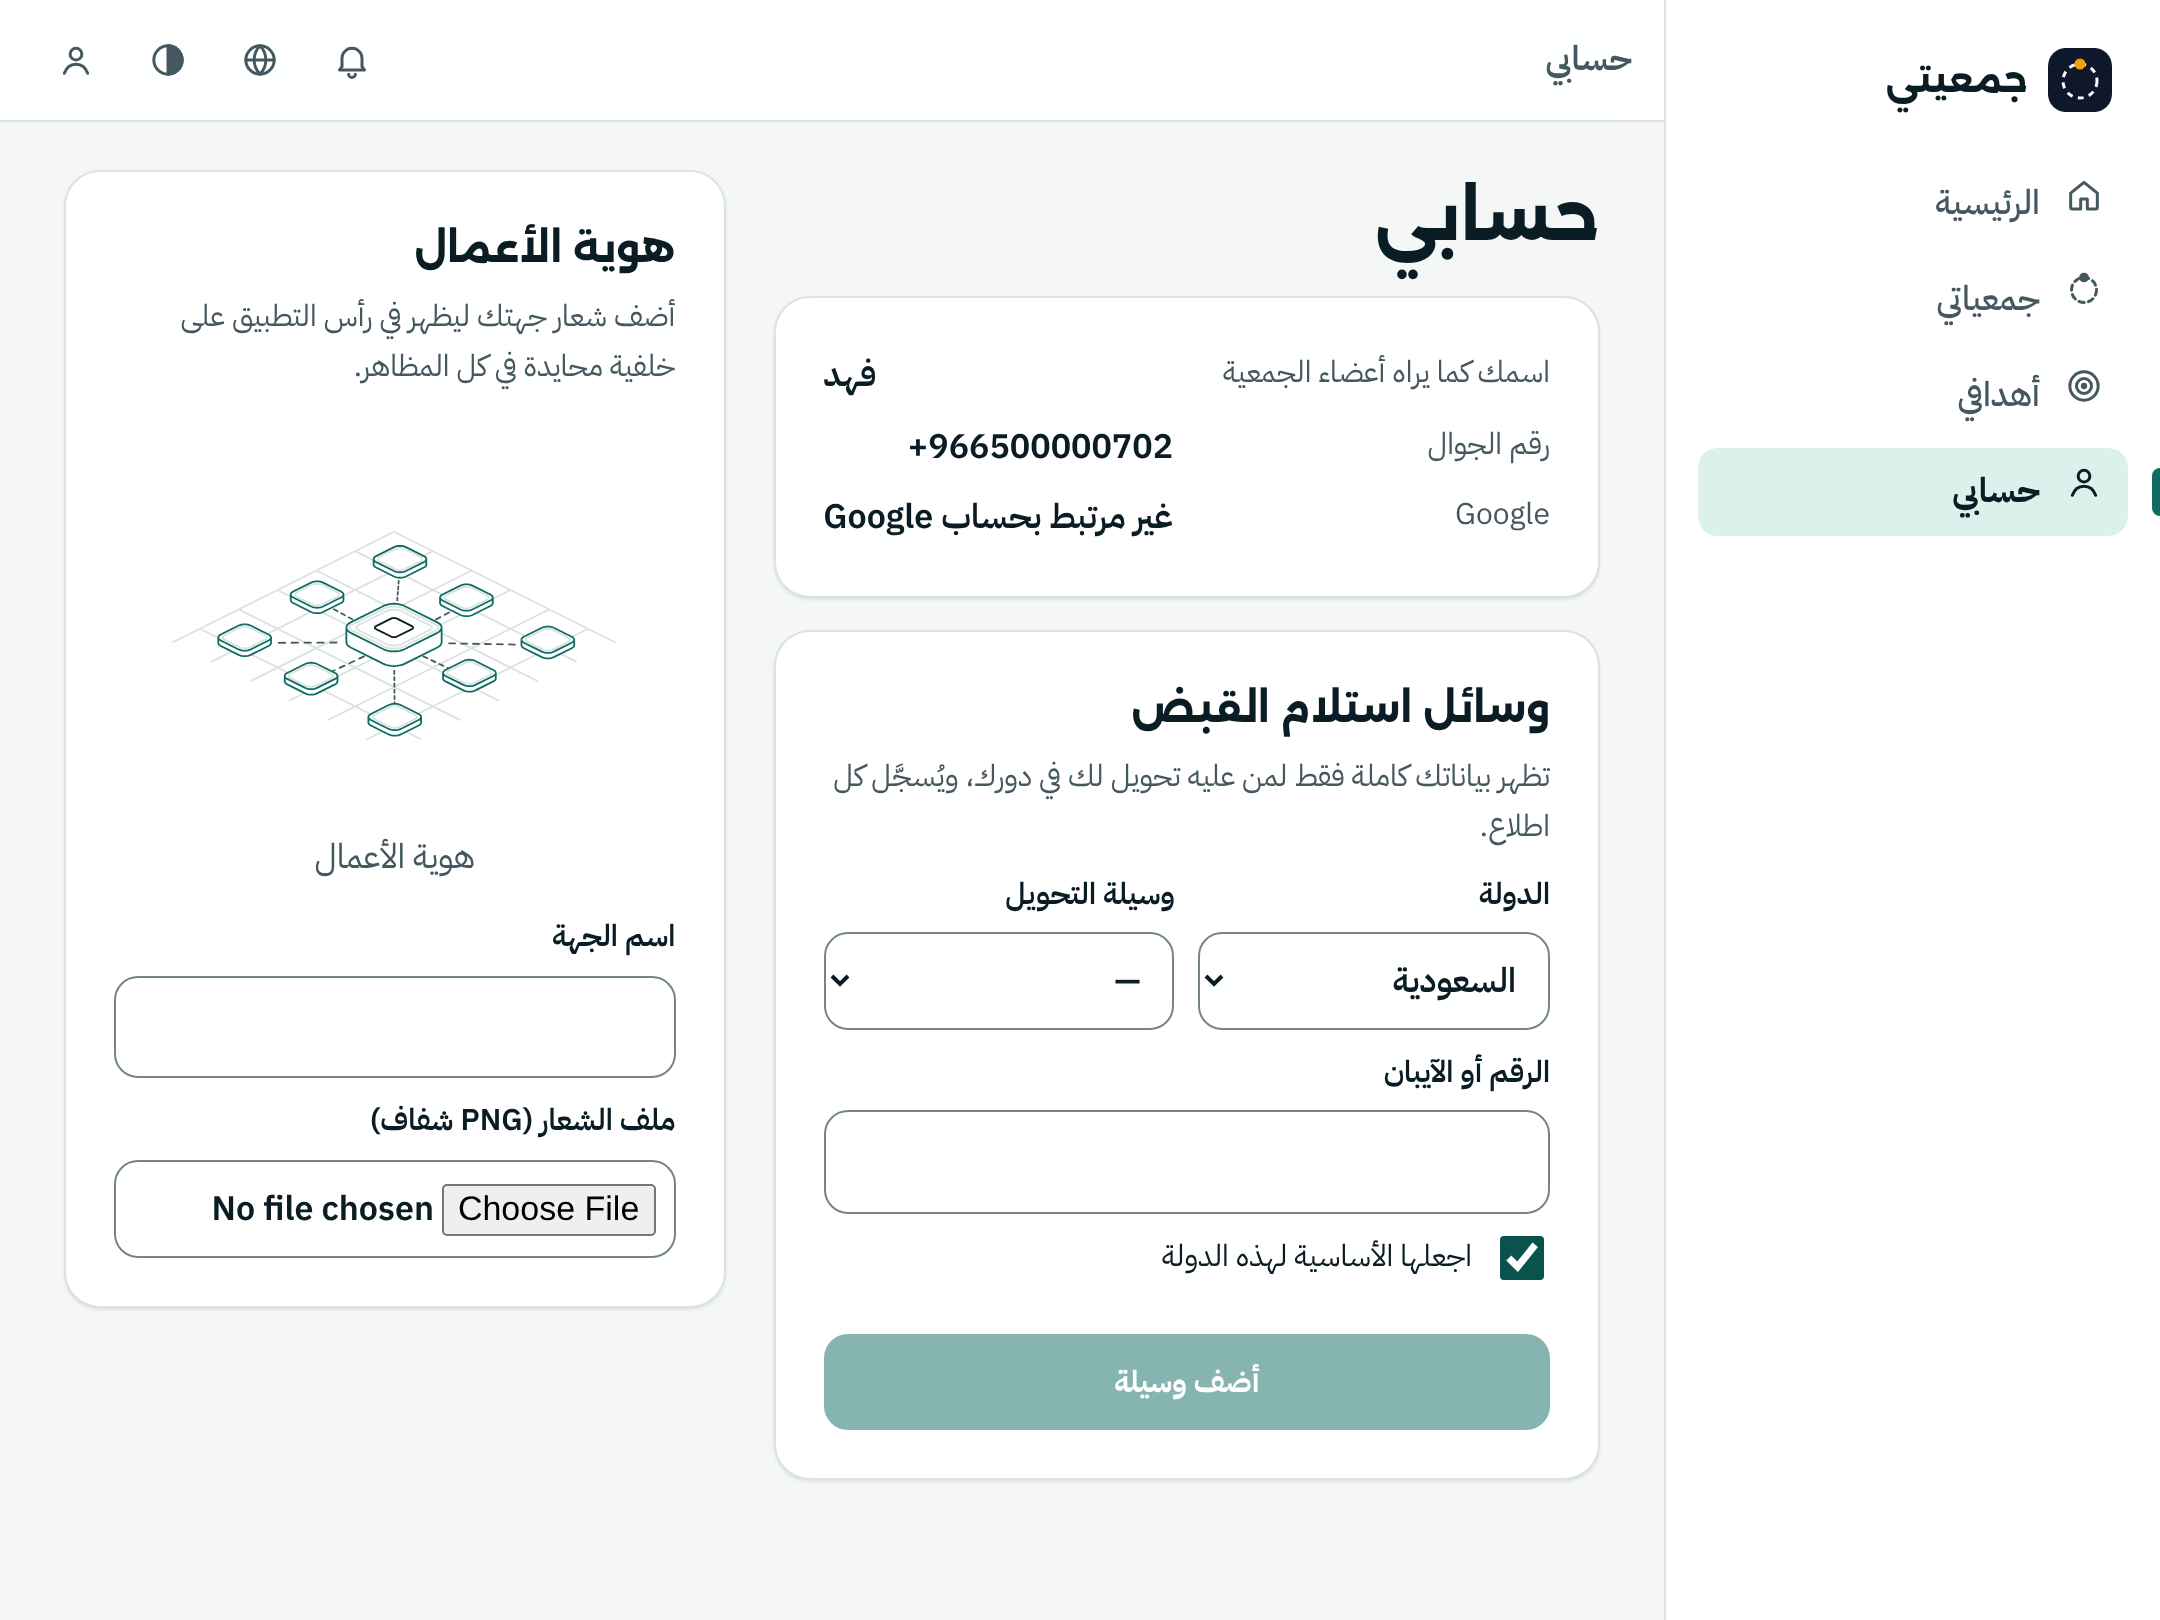 جمعيتي
الرئيسية
جمعياتي
أهدافي
حسابي
حسابي
حسابي
اسمك كما يراه أعضاء الجمعية
فهد
رقم الجوال
+966500000702
Google
غير مرتبط بحساب Google
وسائل استلام القبض
تظهر بياناتك كاملة فقط لمن عليه تحويل لك في دورك، ويُسجَّل كل
اطلاع.
الدولة
وسيلة التحويل
السعودية
—
الرقم أو الآيبان
اجعلها الأساسية لهذه الدولة
أضف وسيلة
هوية الأعمال
أضف شعار جهتك ليظهر في رأس التطبيق على
خلفية محايدة في كل المظاهر.
هوية الأعمال
اسم الجهة
ملف الشعار (PNG شفاف)
Choose File No file chosen